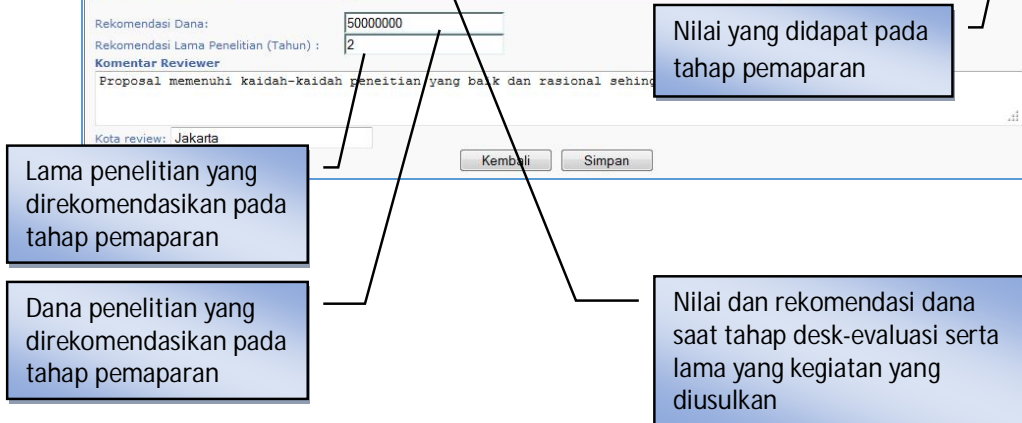 Rekomendasi Dana: 50000000
Rekomendasi Lama Penelitian (Tahun) : 2
Komentar Reviewer
Proposal memenuhi kaidah-kaidah peneitian yang baik dan rasional sehing
Kota review: Jakarta
Kembali Simpan
Nilai yang didapat pada
tahap pemaparan
Lama penelitian yang
direkomendasikan pada
tahap pemaparan
Dana penelitian yang
direkomendasikan pada
tahap pemaparan
Nilai dan rekomendasi dana
saat tahap desk-evaluasi serta
lama yang kegiatan yang
diusulkan